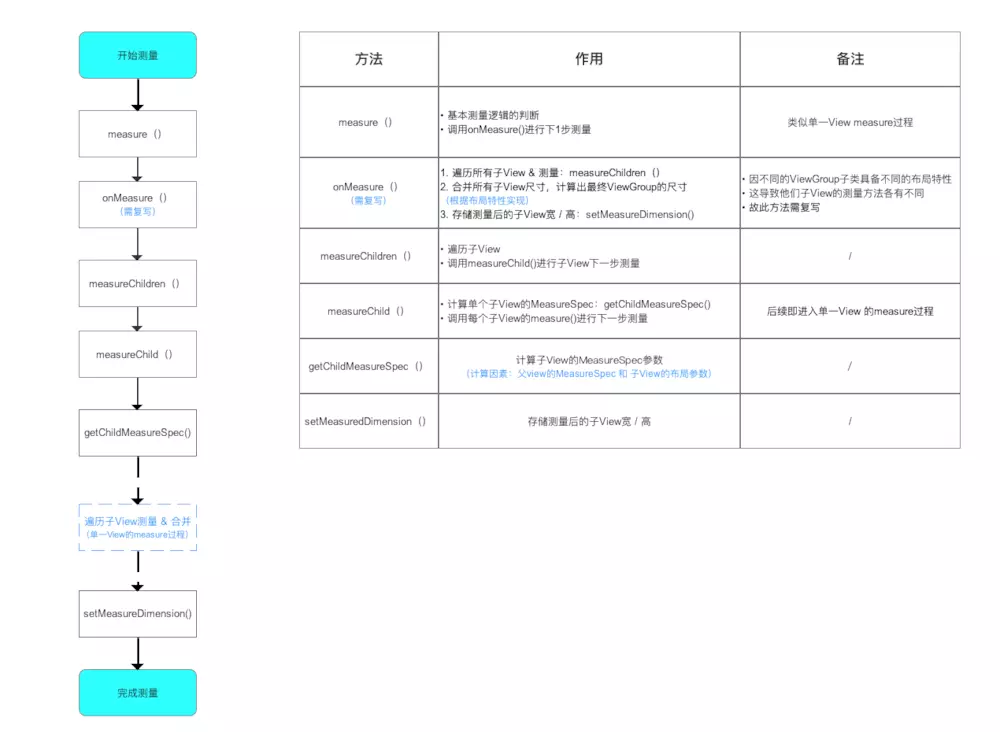 开始测量
measure（）
onMeasure（）
（需复写）
measureChildren（）
measureChild（）
getChildMeasureSpec()
遍历子View测量 & 合并
（单一View的measure过程）
setMeasureDimension()
完成测量
方法
作用
备注
measure（）
• 基本测量逻辑的判断
• 调用onMeasure()进行下1步测量
类似单一View measure过程
onMeasure（）
（需复写）
1. 遍历所有子View & 测量：measureChildren（）
2. 合并所有子View尺寸，计算出最终ViewGroup的尺寸
（根据布局特性实现）
3. 存储测量后的子View宽 / 高：setMeasureDimension()
• 因不同的ViewGroup子类具备不同的布局特性
• 这导致他们子View的测量方法各有不同
• 故此方法需复写
measureChildren（）
• 遍历子View
• 调用measureChild()进行子View下一步测量
/
measureChild（）
• 计算单个子View的MeasureSpec：getChildMeasureSpec()
• 调用每个子View的measure()进行下一步测量
后续即进入单一View 的measure过程
getChildMeasureSpec（）
计算子View的MeasureSpec参数
（计算因素：父view的MeasureSpec 和 子View的布局参数）
/
setMeasuredDimension（）
存储测量后的子View宽 / 高
/